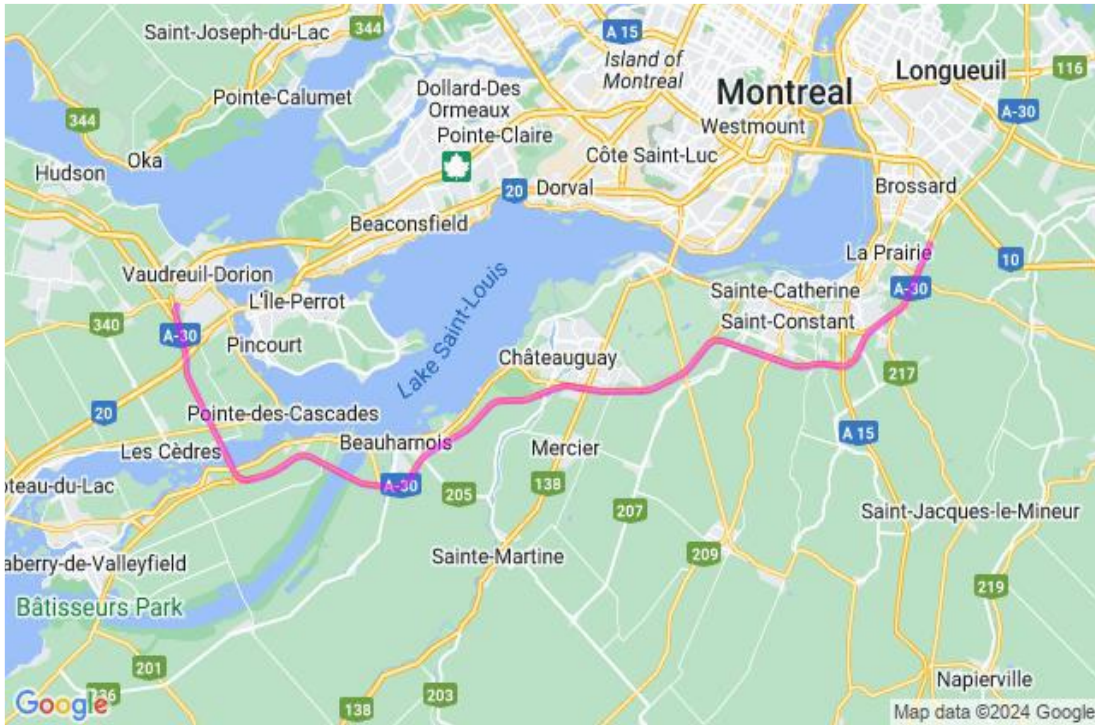 Saint-Joseph-du-Lac
344
A 15
Island of
Montreal
Longueuil
116
Pointe-Calumet
Dollard-Des
Ormeaux
Montreal
A-30
344
Pointe-Claire
Westmount
Oka
Côte Saint-Luc
Hudson
20
Dorval
Brossard
Beaconsfield
La Prairie
10
Vaudreuil-Dorion
L'Île-Perrot
Sainte-Catherine
A-30
340
A-30
Saint-Constant
Pincourt
Lake Saint-Louis
Châteauguay
217
20
Pointe-des-Cascades
Les Cèdres
Beauharnois
Mercier
A 15
oteau-du-Lac
A-30
205
138
207
Saint-Jacques-le-Mineur
aberry-de-Valleyfield
Sainte-Martine
209
219
Bâtisseurs Park
201
Napierville
Google
236
138
203
Map data ©2024 Google